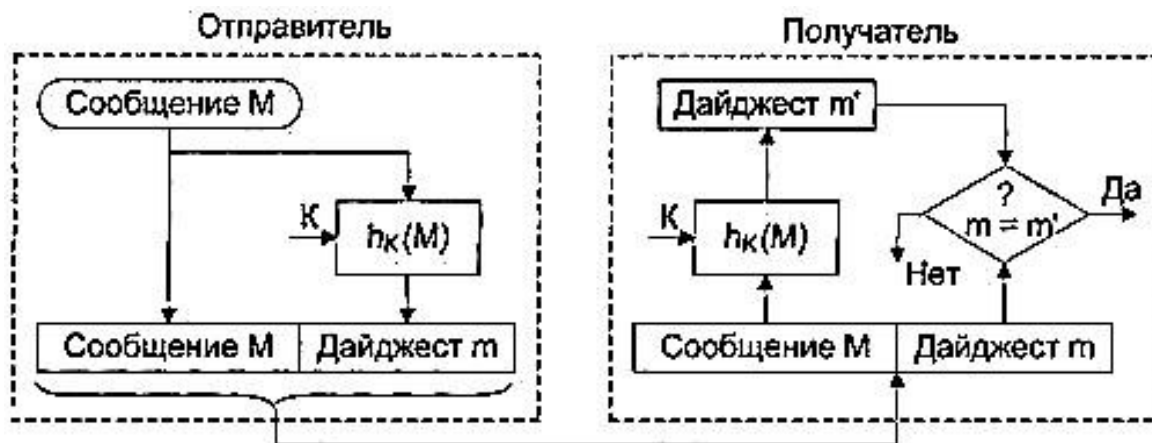 Отправитель
Сообщение M
K
hK(M)
Сообщение M Дайджест m
Получатель
Дайджест m'
K
hK(M)
?
m = m'
Да
Нет
Сообщение M Дайджест m